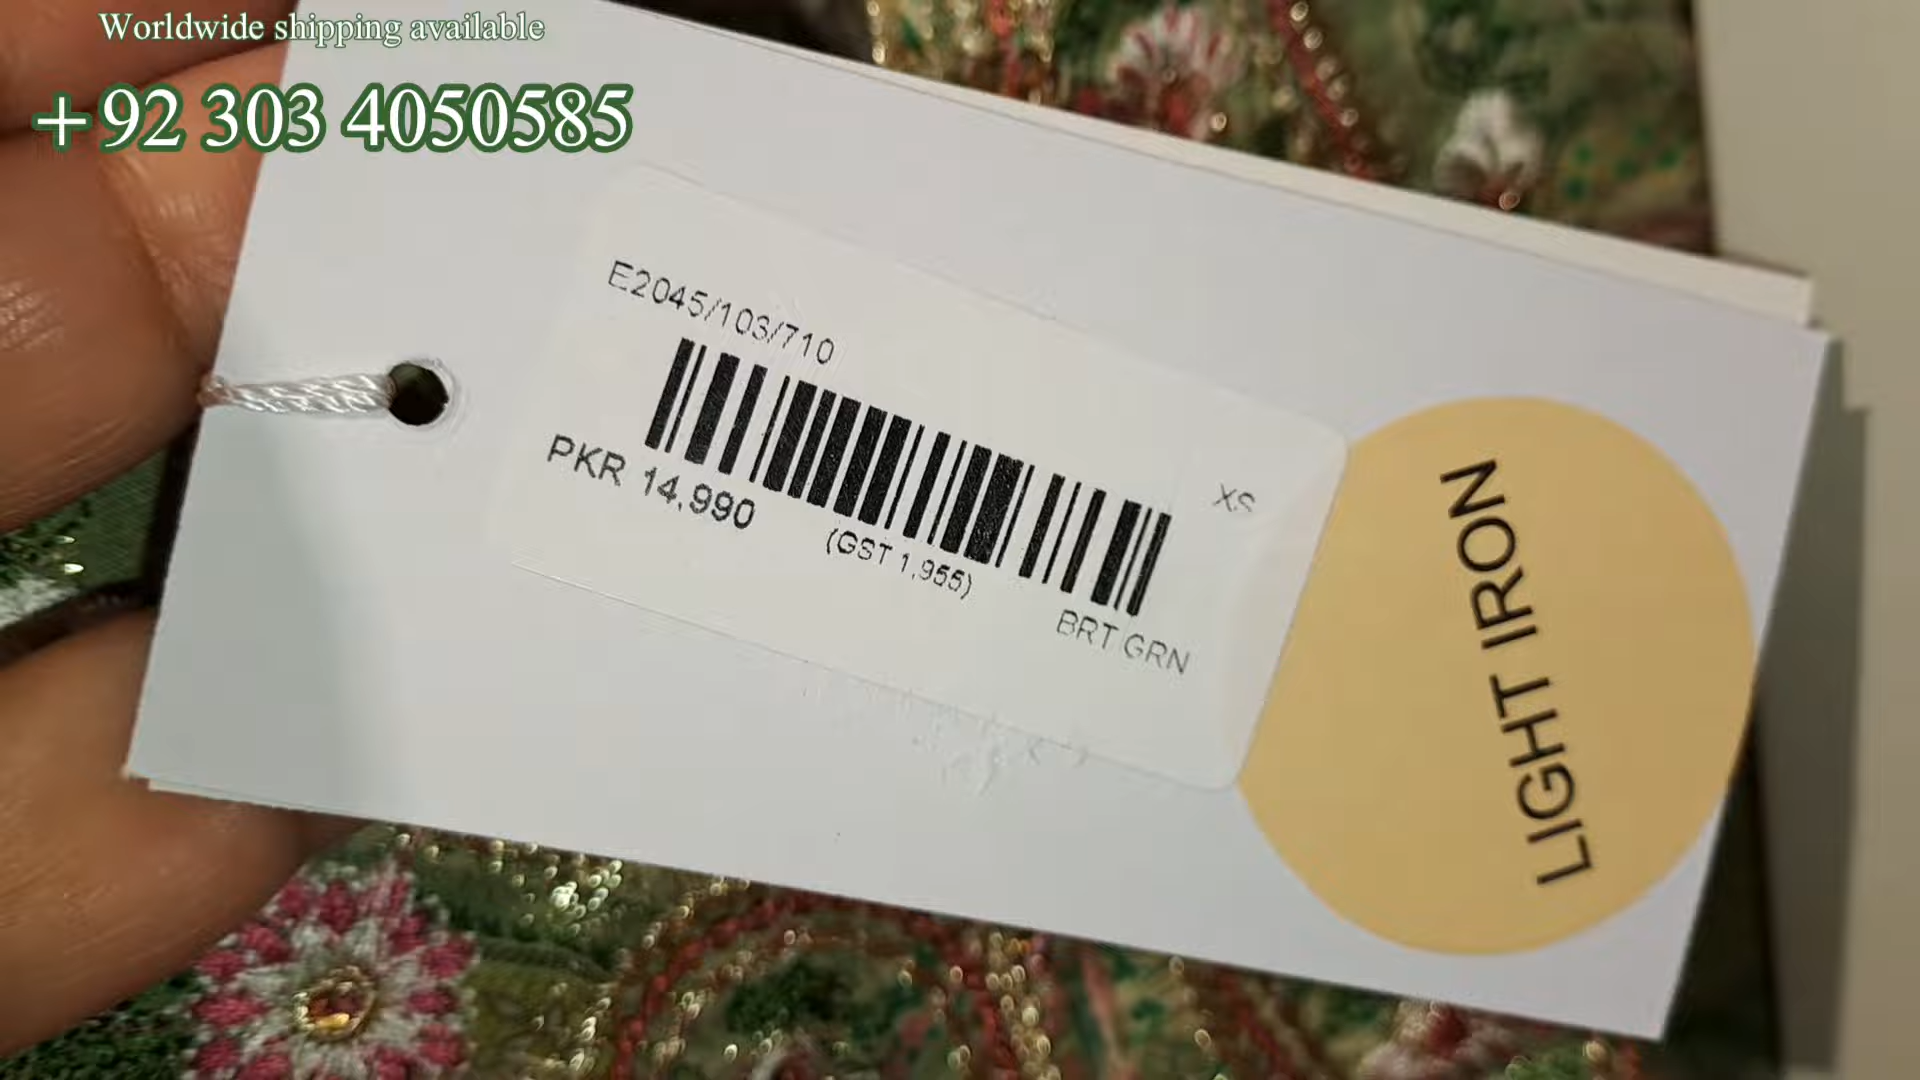 Worldwide shipping available
+92 303 4050585
E2045/103/710
PKR 14,990
(GST 1,955)
XS
BRT GRN
LIGHT IRON